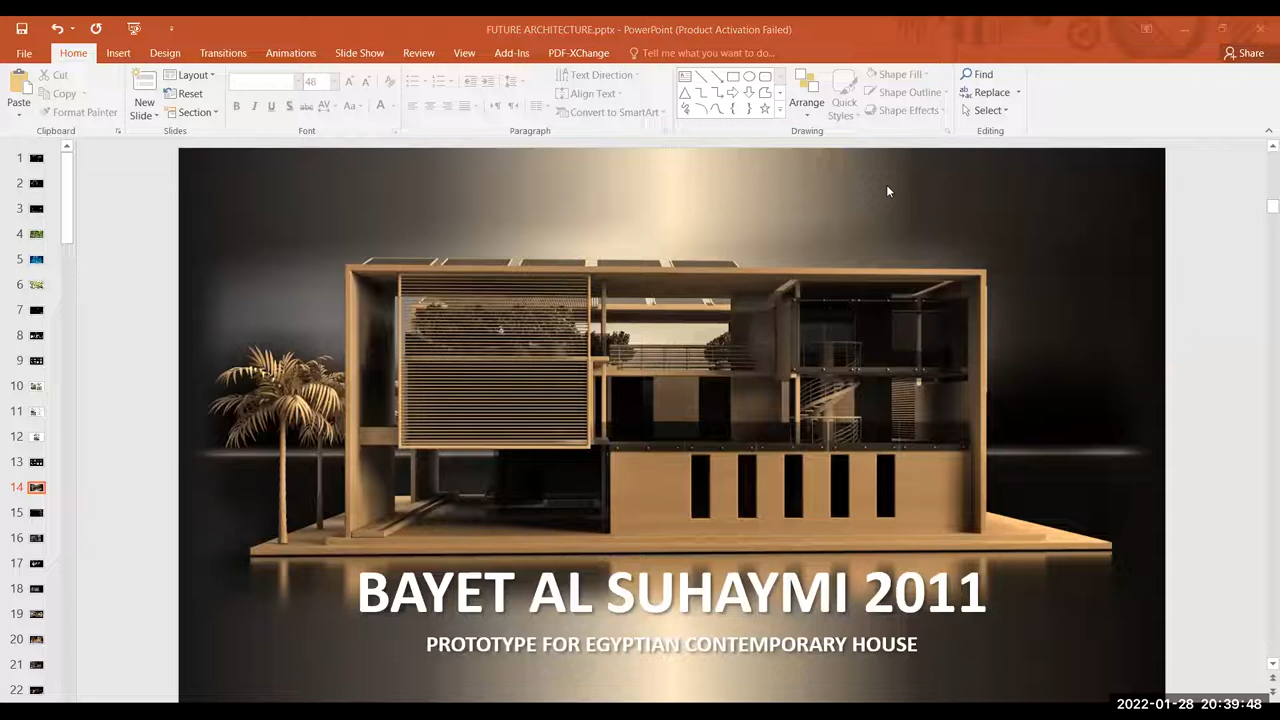 FUTURE ARCHITECTURE.pptx - PowerPoint (Product Activation Failed)
File Home Insert Design Transitions Animations Slide Show Review View Add-Ins PDF-XChange Tell me what you want to do... Share
Paste
Cut
Copy
Format Painter
Clipboard
New
Slide
Layout
Reset
Section
Slides
48
B I U S abc AV Aa A
Font
Text Direction
Align Text
Convert to SmartArt
Paragraph
Arrange
Quick
Styles
Shape Fill
Shape Outline
Shape Effects
Drawing
Find
Replace
Select
Editing
1
2
3
4
5
6
7
8
9
10
11
12
13
14
15
16
17
18
19
20
21
22
BAYET AL SUHAYMI 2011
PROTOTYPE FOR EGYPTIAN CONTEMPORARY HOUSE
2022-01-28 20:39:48